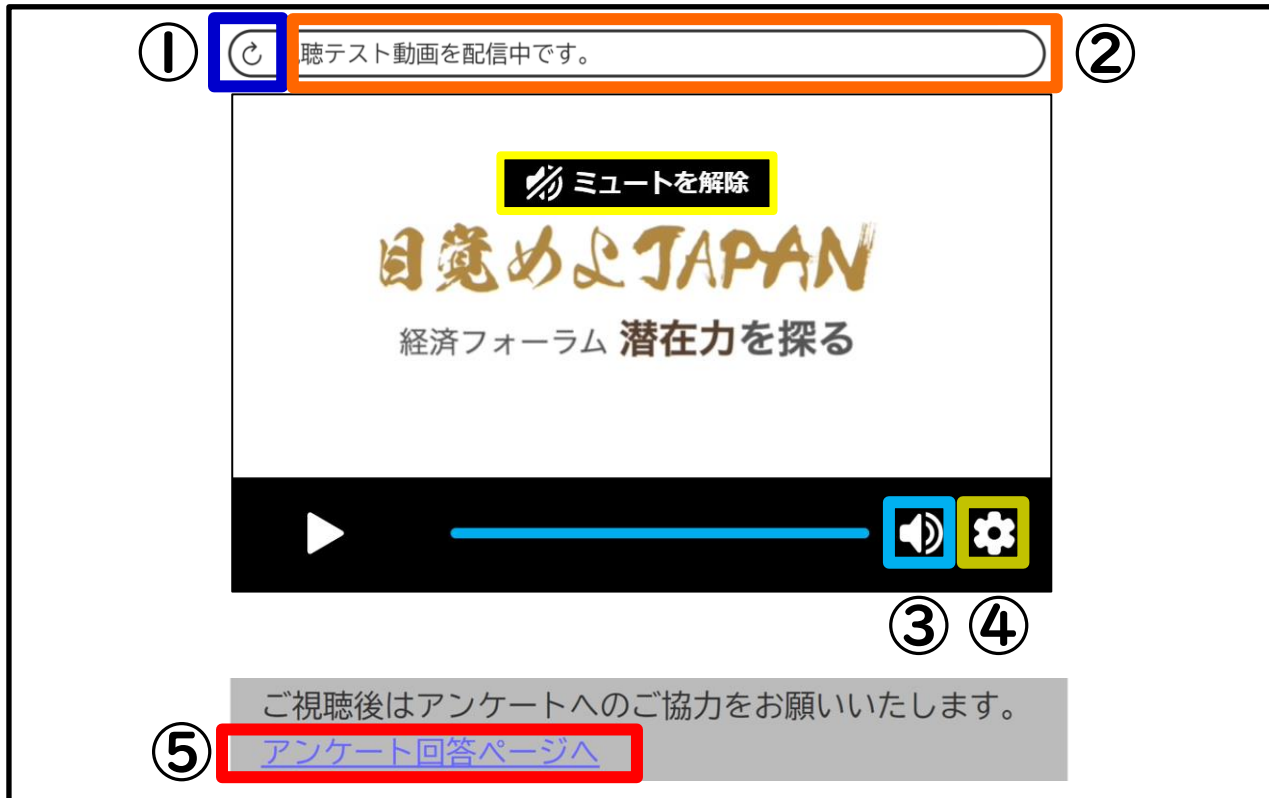 ①
聴テスト動画を配信中です。
②
ミュートを解除
目覚めよJAPAN
経済フォーラム 潜在力を探る
③ ④
ご視聴後はアンケートへのご協力をお願いいたします。
⑤
アンケート回答ページへ